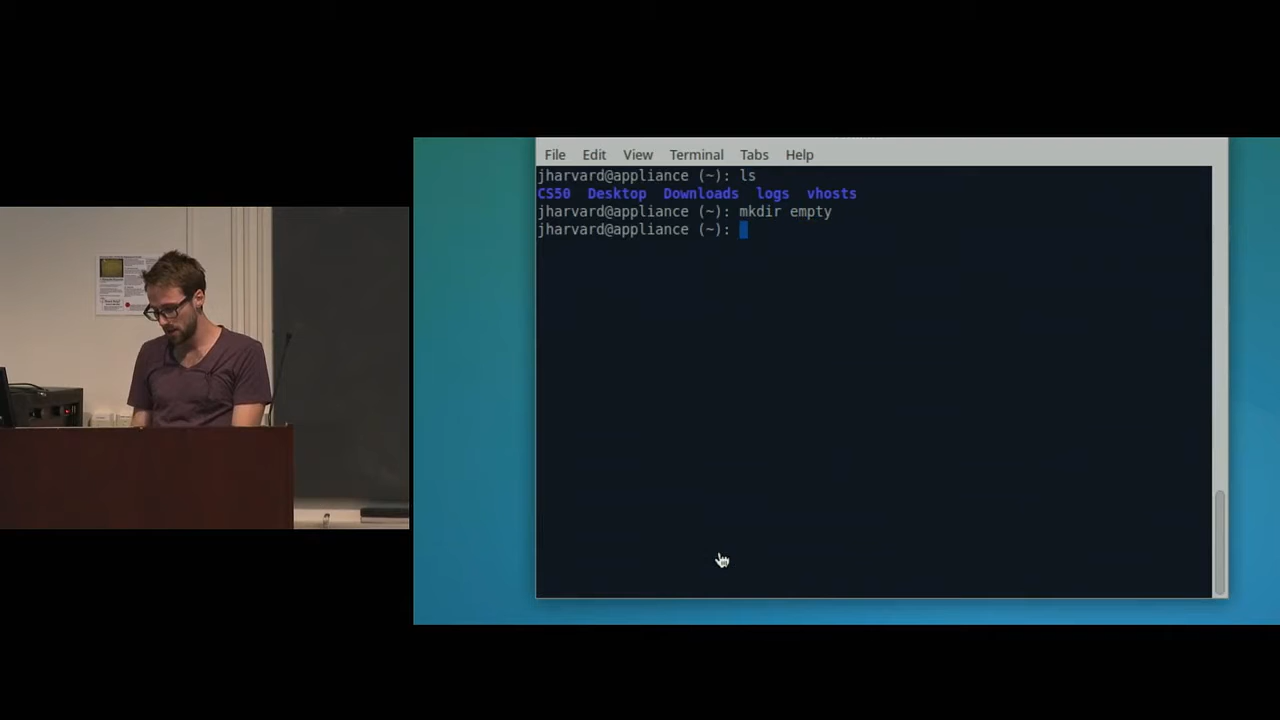 File Edit View Terminal Tabs Help
jharvard@appliance (~): ls
CS50 Desktop Downloads logs vhosts
jharvard@appliance (~): mkdir empty
jharvard@appliance (~):